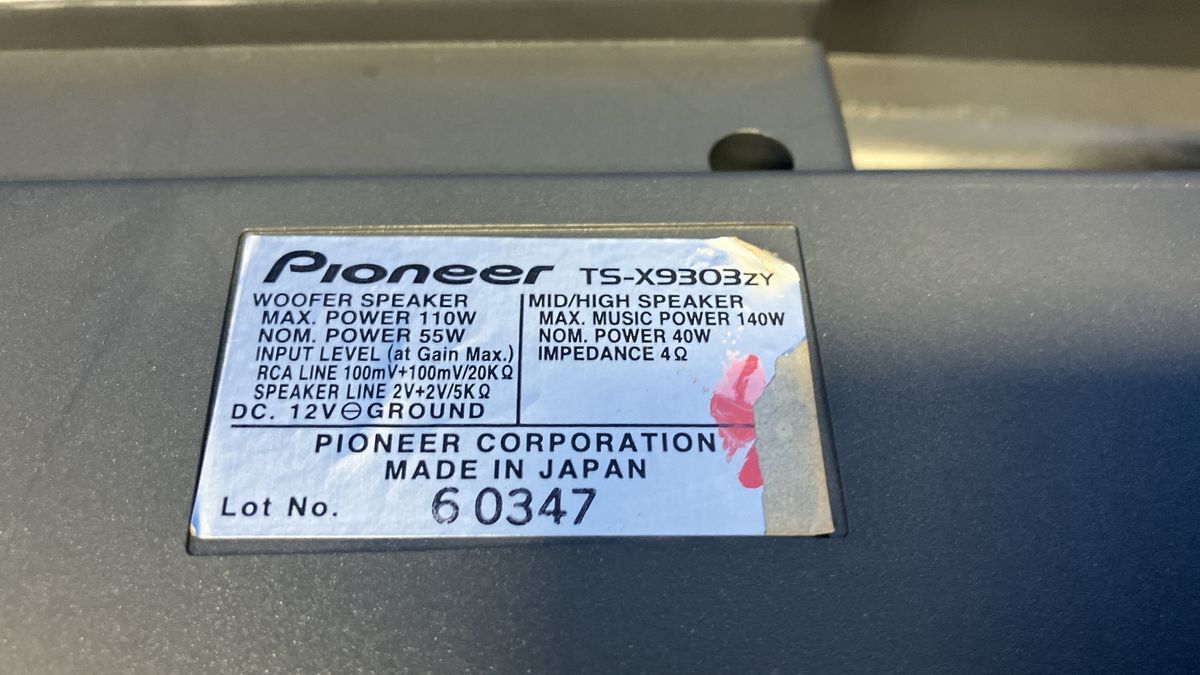 Pioneer TS-X9303ZY
WOOFER SPEAKER
MAX. POWER 110W
NOM. POWER 55W
INPUT LEVEL (at Gain Max.)
RCA LINE 100mV+100mV/20KΩ
SPEAKER LINE 2V+2V/5KΩ
DC. 12V⊖GROUND
MID/HIGH SPEAKER
MAX. MUSIC POWER 140W
NOM. POWER 40W
IMPEDANCE 4Ω
PIONEER CORPORATION
MADE IN JAPAN
Lot No. 60347